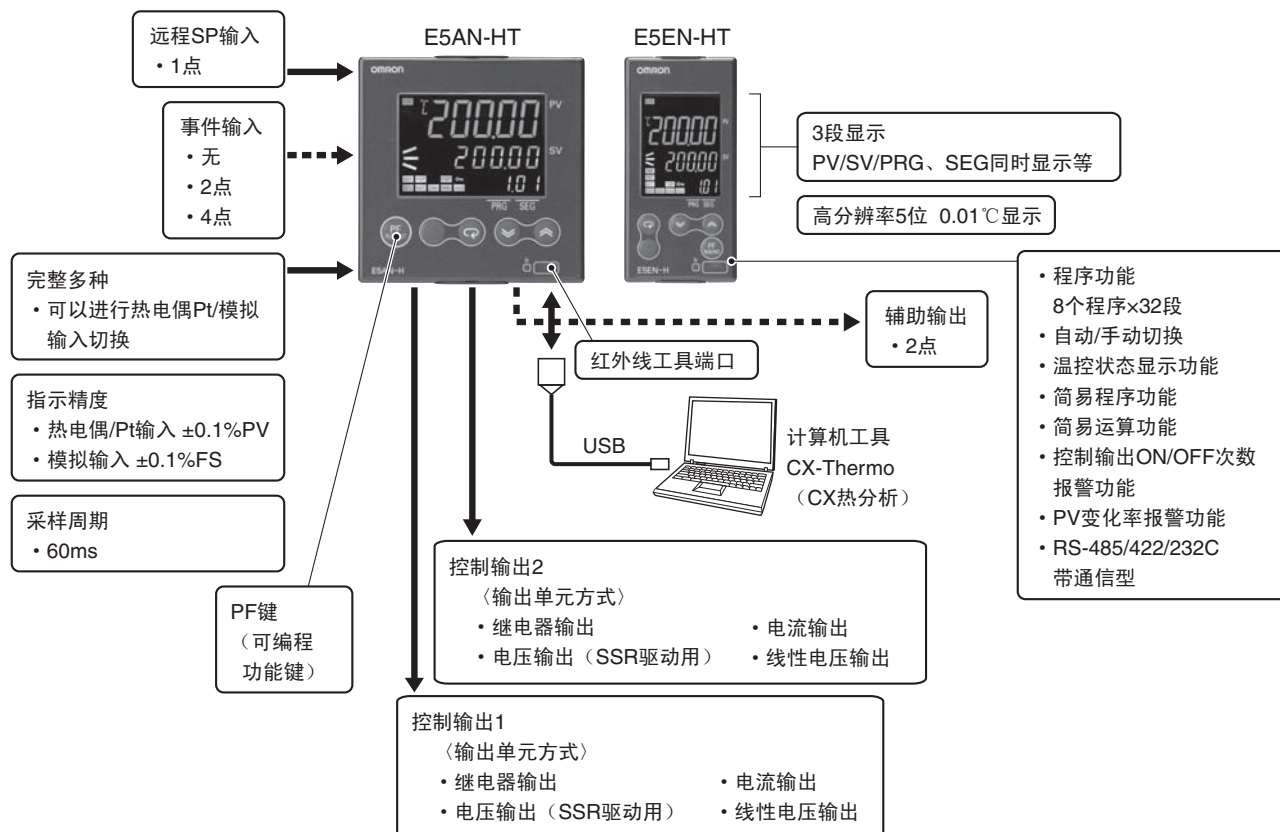 E5AN-HT
E5EN-HT
远程SP输入
・1点
事件输入
・无
・2点
・4点
完整多种
・可以进行热电偶Pt/模拟
输入切换
指示精度
・热电偶/Pt输入 ±0.1%PV
・模拟输入 ±0.1%FS
采样周期
・60ms
PF键
（可编程
功能键）
OMRON
℃
200.00
PV
200.00
SV
1.01
PRG SEG
PF
E5AN-H
OMRON
℃
200.00
PV
200.00
SV
1.01
PRG SEG
PF
E5EN-H
3段显示
PV/SV/PRG、SEG同时显示等
高分辨率5位 0.01℃显示
・程序功能
8个程序×32段
・自动/手动切换
・温控状态显示功能
・简易程序功能
・简易运算功能
・控制输出ON/OFF次数
报警功能
・PV变化率报警功能
・RS-485/422/232C
带通信型
辅助输出
・2点
红外线工具端口
USB
计算机工具
CX-Thermo
（CX热分析）
控制输出2
〈输出单元方式〉
・继电器输出 ・电流输出
・电压输出（SSR驱动用） ・线性电压输出
控制输出1
〈输出单元方式〉
・继电器输出 ・电流输出
・电压输出（SSR驱动用） ・线性电压输出